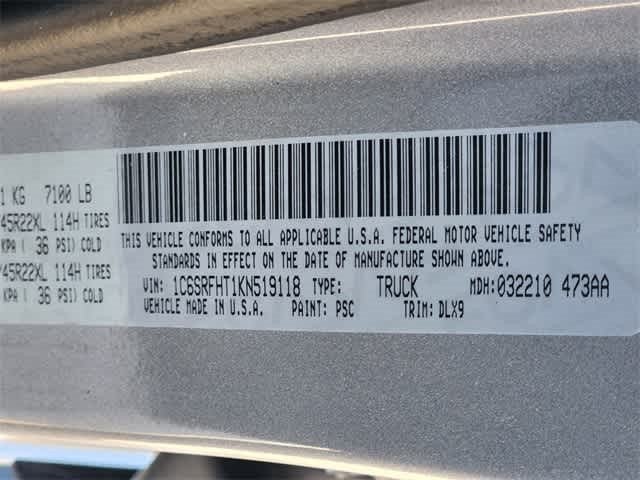 1 KG 7100 LB
45R22XL 114H TIRES
KPA ( 36 PSI) COLD
45R22XL 114H TIRES
KPA ( 36 PSI) COLD
THIS VEHICLE CONFORMS TO ALL APPLICABLE U.S.A. FEDERAL MOTOR VEHICLE SAFETY
STANDARDS IN EFFECT ON THE DATE OF MANUFACTURE SHOWN ABOVE.
VIN: 1C6SRFHT1KN519118 TYPE: TRUCK MDH:032210 473AA
VEHICLE MADE IN U.S.A. PAINT: PSC TRIM: DLX9